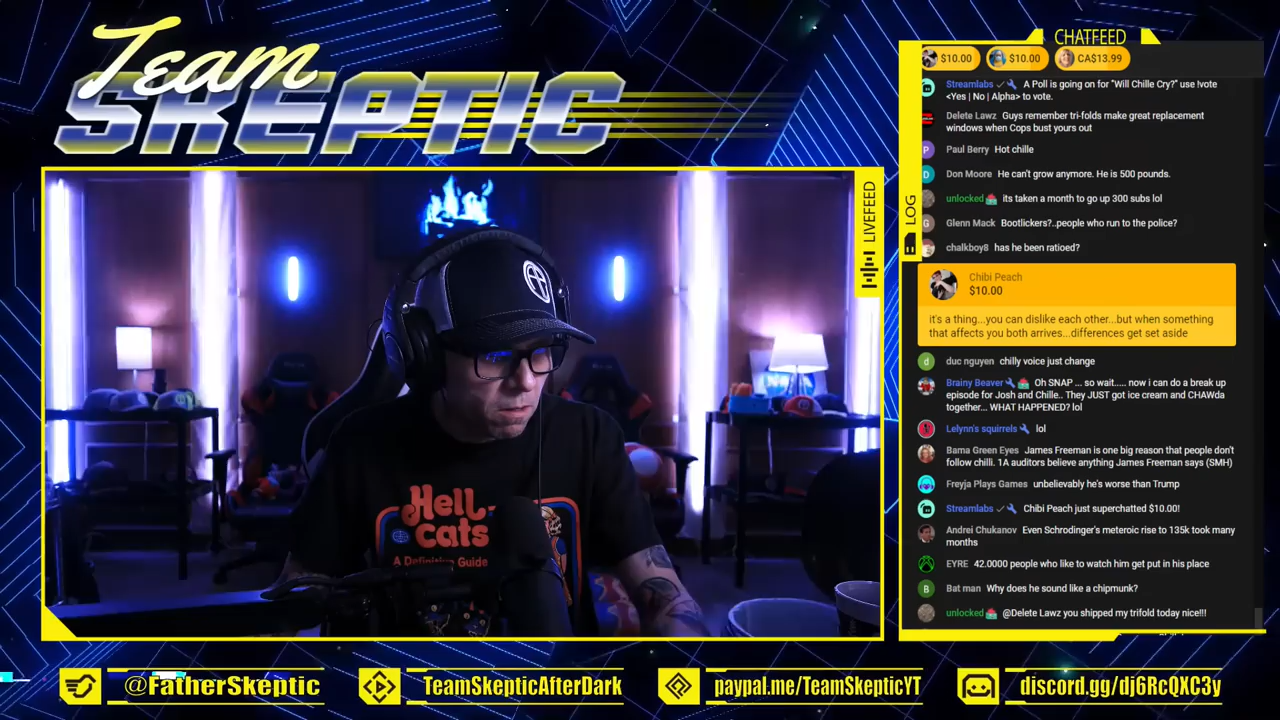 Team
SKEPTIC
CHATFEED
$10.00
$10.00
CA$13.99
Streamlabs A Poll is going on for "Will Chille Cry?" use !vote
<Yes | No | Alpha> to vote.
Delete Lawz Guys remember tri-folds make great replacement
windows when Cops bust yours out
P Paul Berry Hot chille
D Don Moore He can't grow anymore. He is 500 pounds.
unlocked its taken a month to go up 300 subs lol
G Glenn Mack Bootlickers?..people who run to the police?
chalkboy8 has he been ratioed?
Chibi Peach
$10.00
it's a thing...you can dislike each other...but when something
that affects you both arrives...differences get set aside
d duc nguyen chilly voice just change
Brainy Beaver Oh SNAP ... so wait..... now i can do a break up
episode for Josh and Chille.. They JUST got ice cream and CHAWda
together... WHAT HAPPENED? lol
Lelynn's squirrels lol
Bama Green Eyes James Freeman is one big reason that people don't
follow chilli. 1A auditors believe anything James Freeman says (SMH)
Freyja Plays Games unbelievably he's worse than Trump
Streamlabs Chibi Peach just superchatted $10.00!
Andrei Chukanov Even Schrodinger's meteroic rise to 135k took many
months
EYRE 42.0000 people who like to watch him get put in his place
B Bat man Why does he sound like a chipmunk?
unlocked @Delete Lawz you shipped my trifold today nice!!!
LIVEFEED
LOG
Hell
Cats
A Definitive Guide
@FatherSkeptic
TeamSkepticAfterDark
paypal.me/TeamSkepticYT
discord.gg/dj6RcQXC3y